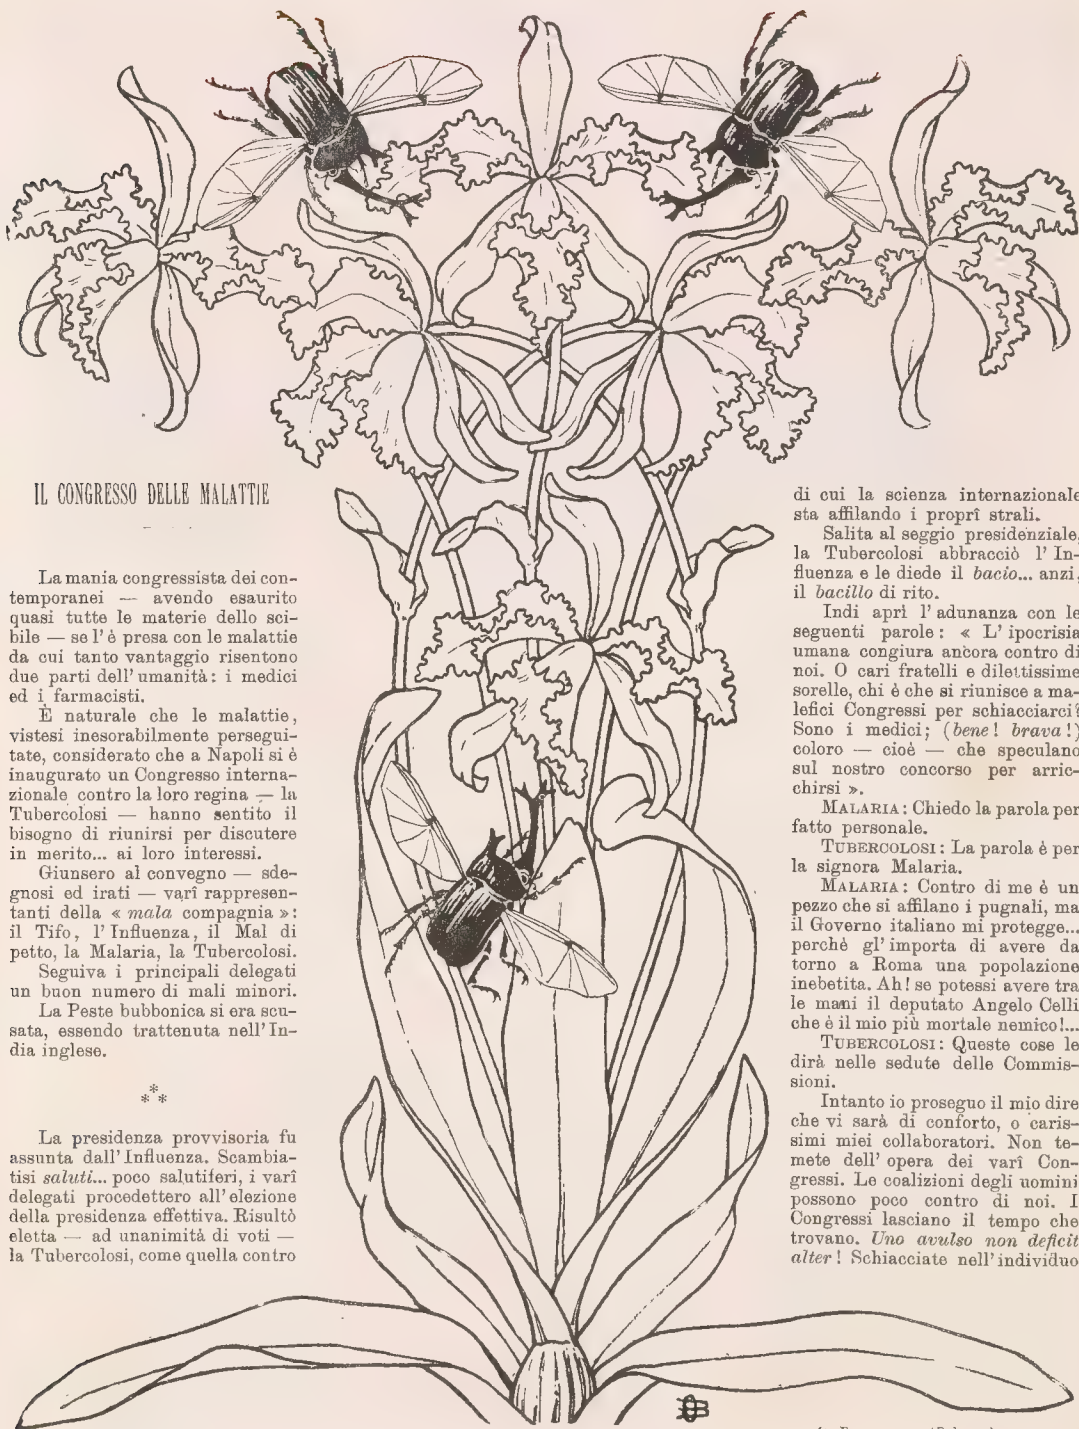 IL CONGRESSO DELLE MALATTIE
La mania congressista dei con-
temporanei — avendo esaurito
quasi tutte le materie dello sci-
bile — se l'è presa con le malattie
da cui tanto vantaggio risentono
due parti dell'umanità: i medici
ed i farmacisti.
È naturale che le malattie,
vistesi inesorabilmente persegui-
tate, considerato che a Napoli si è
inaugurato un Congresso interna-
zionale contro la loro regina — la
Tubercolosi — hanno sentito il
bisogno di riunirsi per discutere
in merito... ai loro interessi.
Giunsero al convegno — sde-
gnosi ed irati — varî rappresen-
tanti della « mala compagnia »:
il Tifo, l'Influenza, il Mal di
petto, la Malaria, la Tubercolosi.
Seguiva i principali delegati
un buon numero di mali minori.
La Peste bubbonica si era scu-
sata, essendo trattenuta nell'In-
dia inglese.
***
La presidenza provvisoria fu
assunta dall'Influenza. Scambia-
tisi saluti... poco salutiferi, i varî
delegati procedettero all'elezione
della presidenza effettiva. Risultò
eletta — ad unanimità di voti —
la Tubercolosi, come quella contro
di cui la scienza internazionale
sta affilando i proprî strali.
Salita al seggio presidenziale,
la Tubercolosi abbracciò l'In-
fluenza e le diede il bacio... anzi,
il bacillo di rito.
Indi aprì l'adunanza con le
seguenti parole: « L'ipocrisia
umana congiura ancora contro di
noi. O cari fratelli e dilettissime
sorelle, chi è che si riunisce a ma-
lefici Congressi per schiacciarci?
Sono i medici; (bene! brava!)
coloro — cioè — che speculano
sul nostro concorso per arric-
chirsi ».
MALARIA: Chiedo la parola per
fatto personale.
TUBERCOLOSI: La parola è per
la signora Malaria.
MALARIA: Contro di me è un
pezzo che si affilano i pugnali, ma
il Governo italiano mi protegge...
perchè gl'importa di avere da
torno a Roma una popolazione
inebetita. Ah! se potessi avere tra
le mani il deputato Angelo Celli
che è il mio più mortale nemico!...
TUBERCOLOSI: Queste cose le
dirà nelle sedute delle Commis-
sioni.
Intanto io proseguo il mio dire
che vi sarà di conforto, o caris-
simi miei collaboratori. Non te-
mete dell'opera dei varî Con-
gressi. Le coalizioni degli uomini
possono poco contro di noi. I
Congressi lasciano il tempo che
trovano. Uno avulso non deficit
alter! Schiacciate nell'individuo